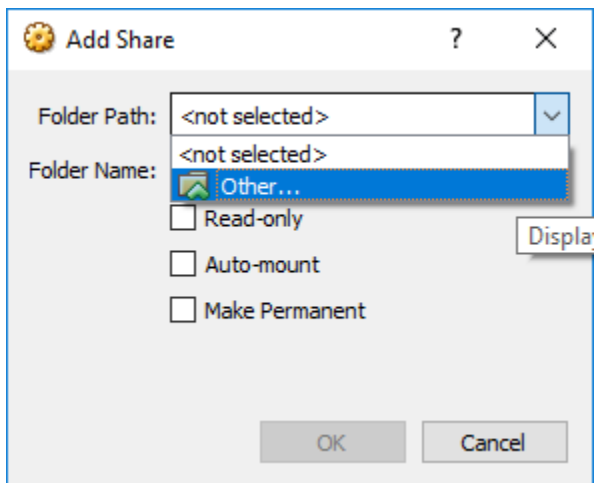 Add Share ? 
Folder Path: <not selected>
<not selected>
Folder Name:
Other...
Read-only
Auto-mount
Make Permanent
OK Cancel